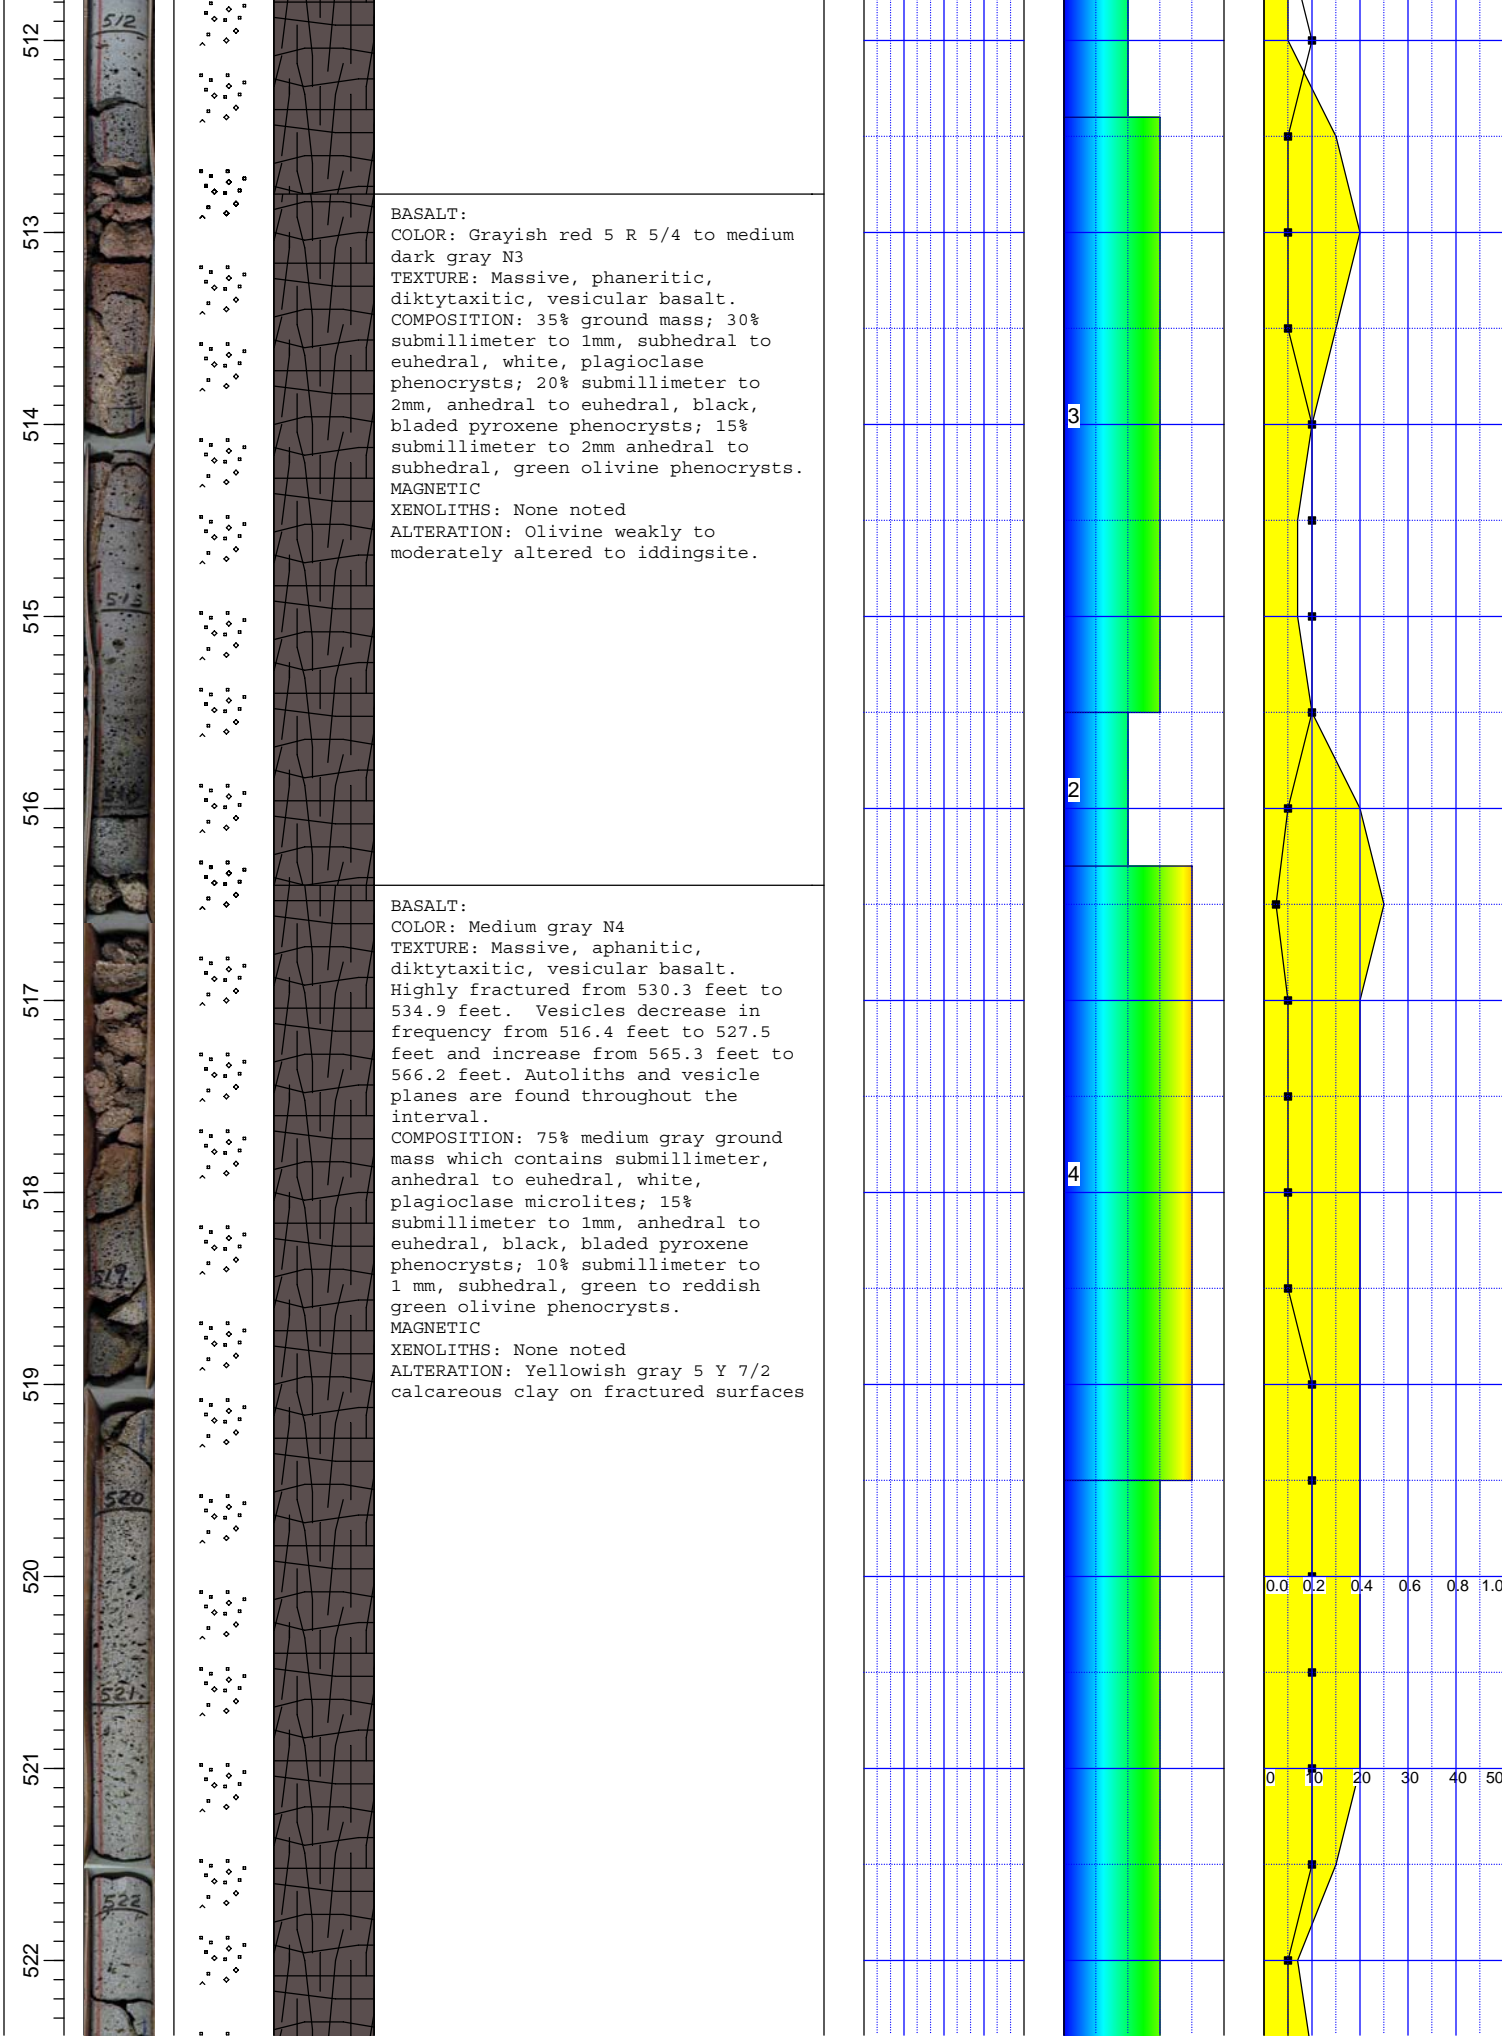 512
513
514
515
516
517
518
519
520
521
522
512
515
519
520
521
522
BASALT:
COLOR: Grayish red 5 R 5/4 to medium
dark gray N3
TEXTURE: Massive, phaneritic,
diktytaxitic, vesicular basalt.
COMPOSITION: 35% ground mass; 30%
submillimeter to 1mm, subhedral to
euhedral, white, plagioclase
phenocrysts; 20% submillimeter to
2mm, anhedral to euhedral, black,
bladed pyroxene phenocrysts; 15%
submillimeter to 2mm anhedral to
subhedral, green olivine phenocrysts.
MAGNETIC
XENOLITHS: None noted
ALTERATION: Olivine weakly to
moderately altered to iddingsite.
BASALT:
COLOR: Medium gray N4
TEXTURE: Massive, aphanitic,
diktytaxitic, vesicular basalt.
Highly fractured from 530.3 feet to
534.9 feet.  Vesicles decrease in
frequency from 516.4 feet to 527.5
feet and increase from 565.3 feet to
566.2 feet. Autoliths and vesicle
planes are found throughout the
interval.
COMPOSITION: 75% medium gray ground
mass which contains submillimeter,
anhedral to euhedral, white,
plagioclase microlites; 15%
submillimeter to 1mm, anhedral to
euhedral, black, bladed pyroxene
phenocrysts; 10% submillimeter to
1 mm, subhedral, green to reddish
green olivine phenocrysts.
MAGNETIC
XENOLITHS: None noted
ALTERATION: Yellowish gray 5 Y 7/2
calcareous clay on fractured surfaces
3
2
4
0.0 0.2 0.4 0.6 0.8 1.0
0 10 20 30 40 50